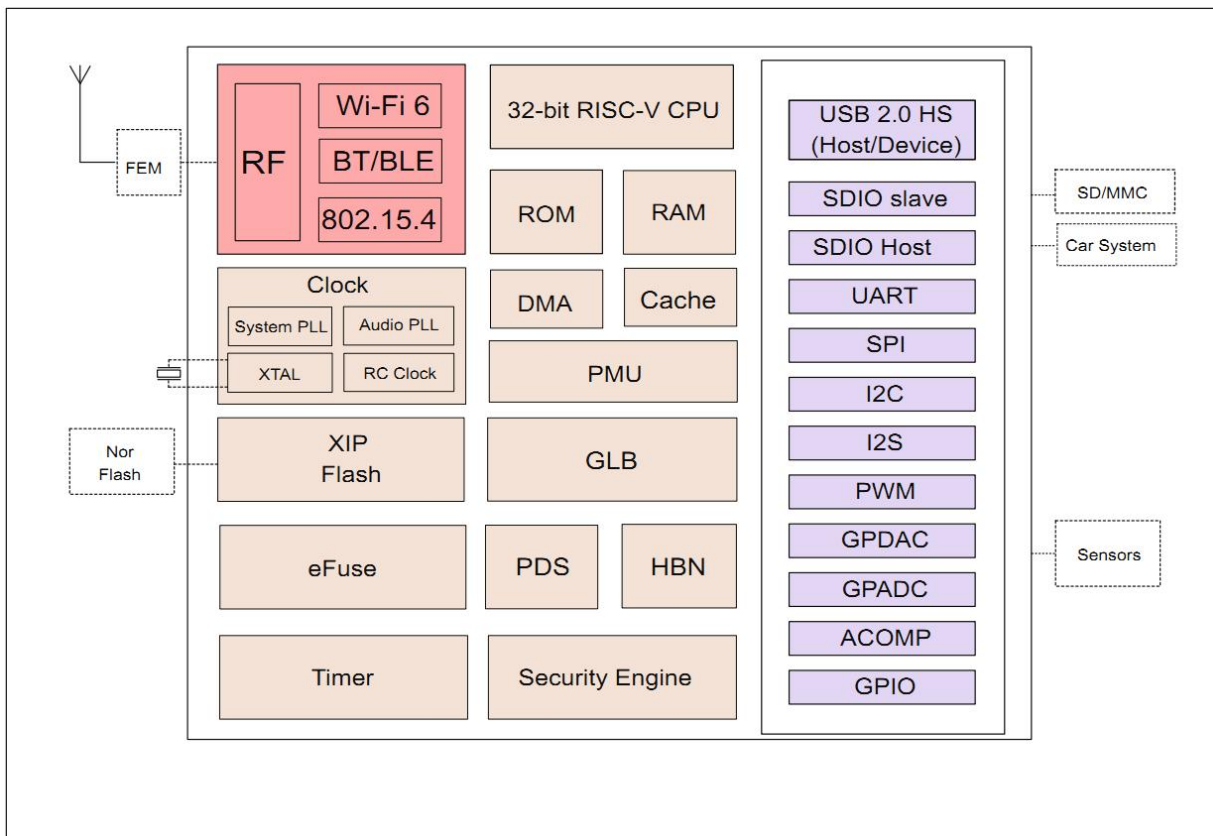 FEM
RF
Wi-Fi 6
BT/BLE
802.15.4
Clock
System PLL
Audio PLL
XTAL
RC Clock
Nor
Flash
XIP
Flash
eFuse
Timer
32-bit RISC-V CPU
ROM
RAM
DMA
Cache
PMU
GLB
PDS
HBN
Security Engine
USB 2.0 HS
(Host/Device)
SDIO slave
SDIO Host
UART
SPI
I2C
I2S
PWM
GPDAC
GPADC
ACOMP
GPIO
SD/MMC
Car System
Sensors